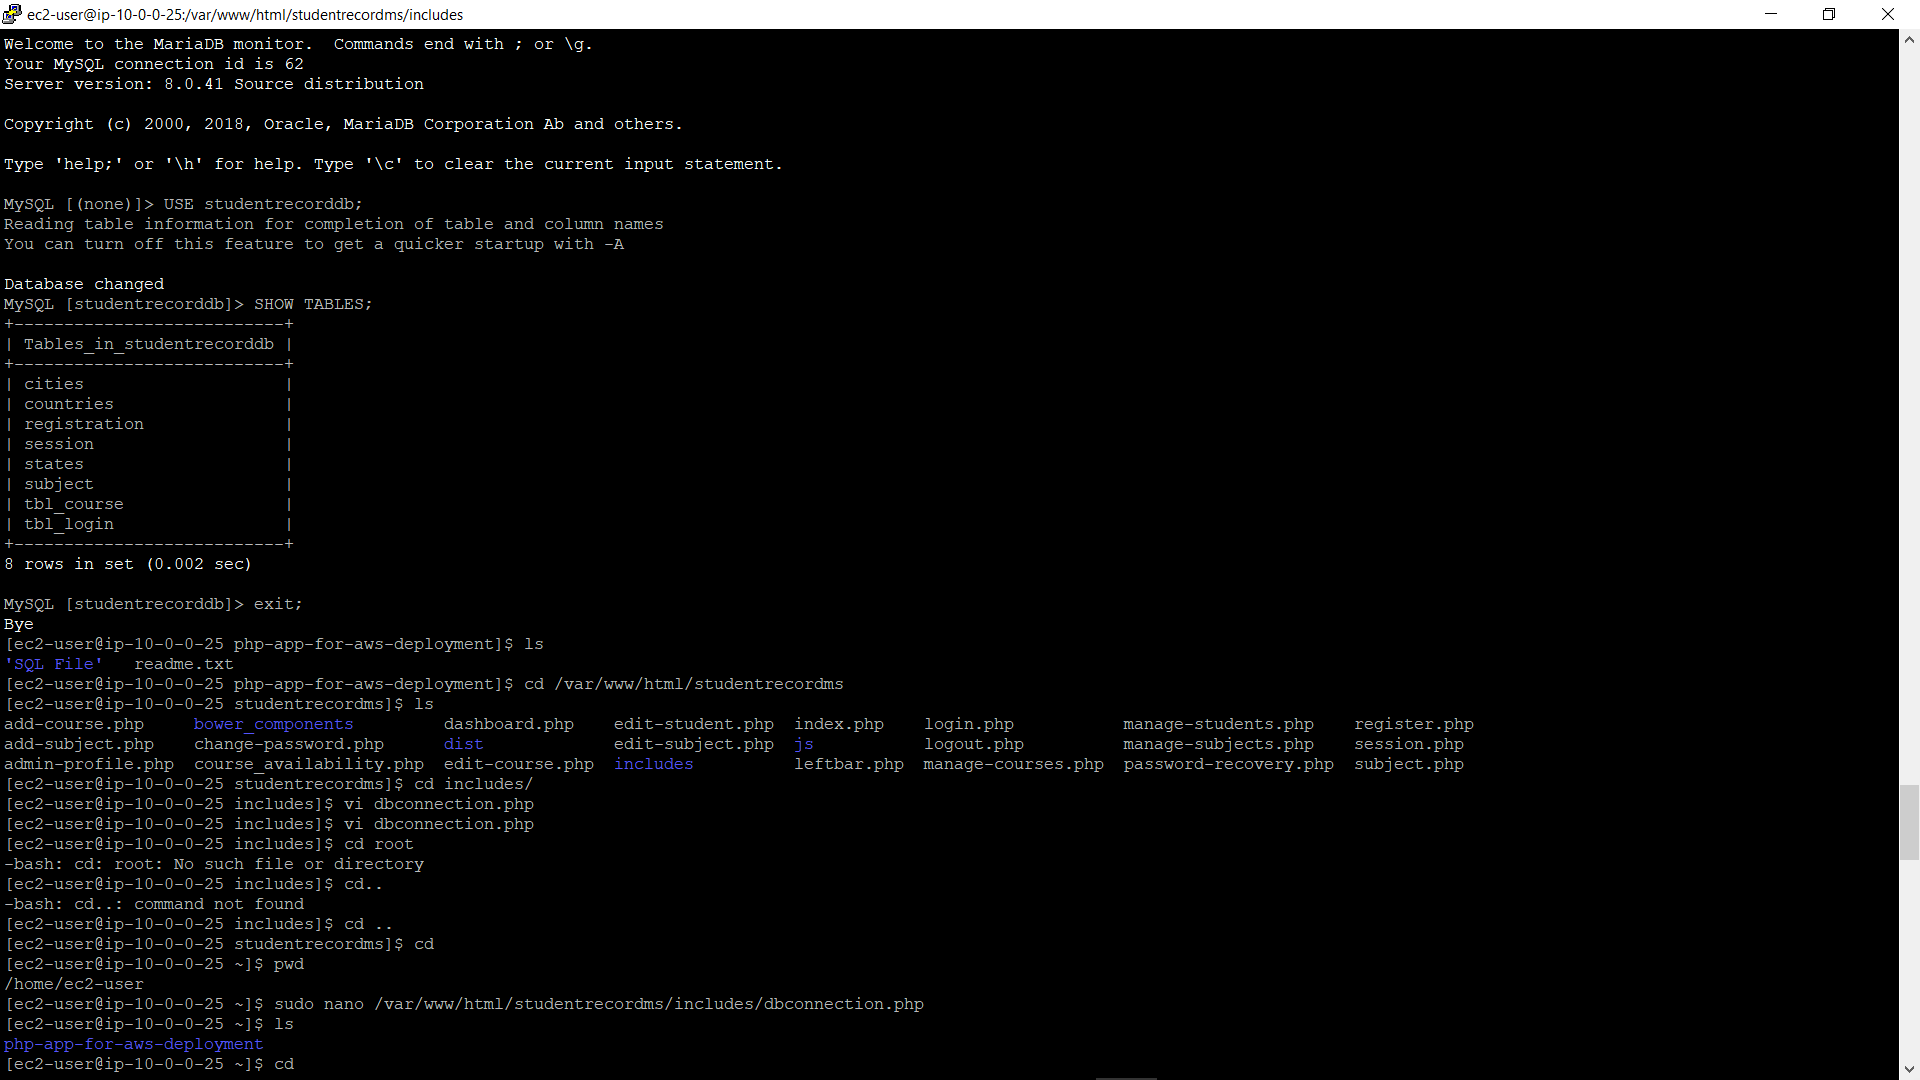 ec2-user@ip-10-0-0-25:/var/www/html/studentrecordms/includes
Welcome to the MariaDB monitor.  Commands end with ; or \g.
Your MySQL connection id is 62
Server version: 8.0.41 Source distribution
Copyright (c) 2000, 2018, Oracle, MariaDB Corporation Ab and others.
Type 'help;' or '\h' for help. Type '\c' to clear the current input statement.
MySQL [(none)]> USE studentrecorddb;
Reading table information for completion of table and column names
You can turn off this feature to get a quicker startup with -A
Database changed
MySQL [studentrecorddb]> SHOW TABLES;
+---------------------------+
| Tables_in_studentrecorddb |
+---------------------------+
| cities                    |
| countries                 |
| registration              |
| session                   |
| states                    |
| subject                   |
| tbl_course                |
| tbl_login                 |
+---------------------------+
8 rows in set (0.002 sec)
MySQL [studentrecorddb]> exit;
Bye
[ec2-user@ip-10-0-0-25 php-app-for-aws-deployment]$ ls
'SQL File'   readme.txt
[ec2-user@ip-10-0-0-25 php-app-for-aws-deployment]$ cd /var/www/html/studentrecordms
[ec2-user@ip-10-0-0-25 studentrecordms]$ ls
add-course.php     bower_components         dashboard.php    edit-student.php  index.php    login.php           manage-students.php    register.php
add-subject.php    change-password.php      dist             edit-subject.php  js           logout.php          manage-subjects.php    session.php
admin-profile.php  course_availability.php  edit-course.php  includes          leftbar.php  manage-courses.php  password-recovery.php  subject.php
[ec2-user@ip-10-0-0-25 studentrecordms]$ cd includes/
[ec2-user@ip-10-0-0-25 includes]$ vi dbconnection.php
[ec2-user@ip-10-0-0-25 includes]$ vi dbconnection.php
[ec2-user@ip-10-0-0-25 includes]$ cd root
-bash: cd: root: No such file or directory
[ec2-user@ip-10-0-0-25 includes]$ cd..
-bash: cd..: command not found
[ec2-user@ip-10-0-0-25 includes]$ cd ..
[ec2-user@ip-10-0-0-25 studentrecordms]$ cd
[ec2-user@ip-10-0-0-25 ~]$ pwd
/home/ec2-user
[ec2-user@ip-10-0-0-25 ~]$ sudo nano /var/www/html/studentrecordms/includes/dbconnection.php
[ec2-user@ip-10-0-0-25 ~]$ ls
php-app-for-aws-deployment
[ec2-user@ip-10-0-0-25 ~]$ cd